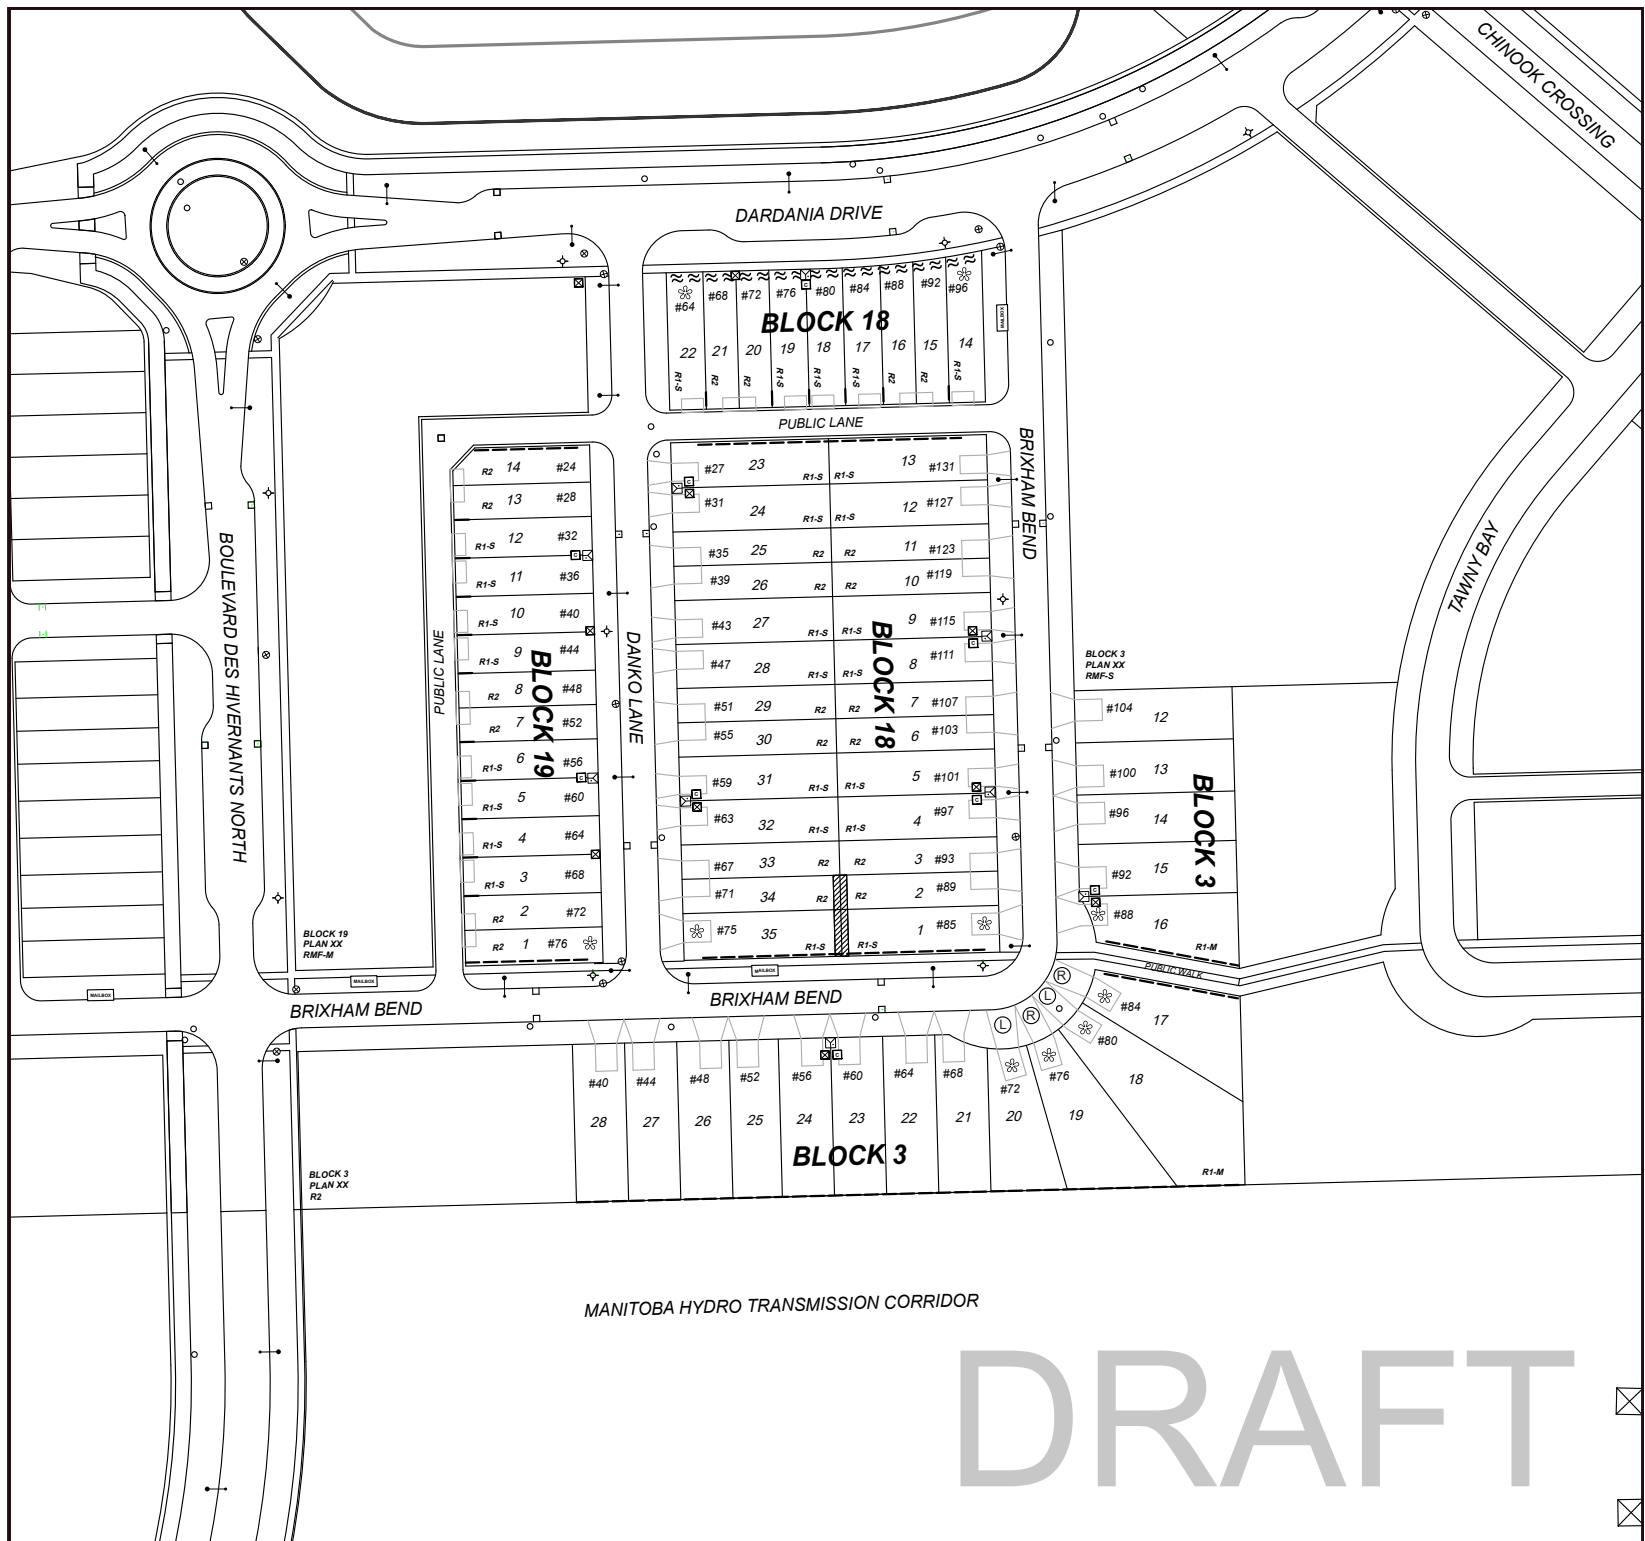 CHINOOK CROSSING
DARDANIA DRIVE
#64
#68
#72
#76
#80
#84
#88
#92
#96
C
MAILBOX
BLOCK 18
22
21
20
19
18
17
16
15
14
R1-S
R2
R2
R1-S
R1-S
R1-S
R2
R2
R1-S
PUBLIC LANE
BRIXHAM BEND
TAWNY BAY
BOULEVARD DES HIVERNANTS NORTH
PUBLIC LANE
DANKO LANE
R2 14 #24
R2 13 #28
R1-S 12 #32
C
R1-S 11 #36
R1-S 10 #40
R1-S 9 #44
R2 8 #48
R2 7 #52
R1-S 6 #56
C
R1-S 5 #60
R1-S 4 #64
R1-S 3 #68
R2 2 #72
R2 1 #76
BLOCK 19
#27 23 R1-S
C
#31 24 R1-S
#35 25 R2
#39 26 R2
#43 27 R1-S
#47 28 R1-S
#51 29 R2
#55 30 R2
#59 31 R1-S
C
#63 32 R1-S
#67 33 R2
#71 34 R2
#75 35 R1-S
R1-S 13 #131
R1-S 12 #127
R2 11 #123
R2 10 #119
R1-S 9 #115
C
R1-S 8 #111
R2 7 #107
R2 6 #103
R1-S 5 #101
C
R1-S 4 #97
R2 3 #93
R2 2 #89
R1-S 1 #85
BLOCK 18
BLOCK 3
PLAN XX
RMF-S
#104 12
#100 13
#96 14
#92 15
C
#88 16
R1-M
BLOCK 3
PUBLIC WALK
BLOCK 19
PLAN XX
RMF-M
MAILBOX
MAILBOX
MAILBOX
BRIXHAM BEND
BRIXHAM BEND
R
L
R
L
#84 17
#80 18
#76 19
#72 20
#68 21
#64 22
#60 23
C
#56 24
#52 25
#48 26
#44 27
#40 28
BLOCK 3
R1-M
BLOCK 3
PLAN XX
R2
MANITOBA HYDRO TRANSMISSION CORRIDOR
DRAFT